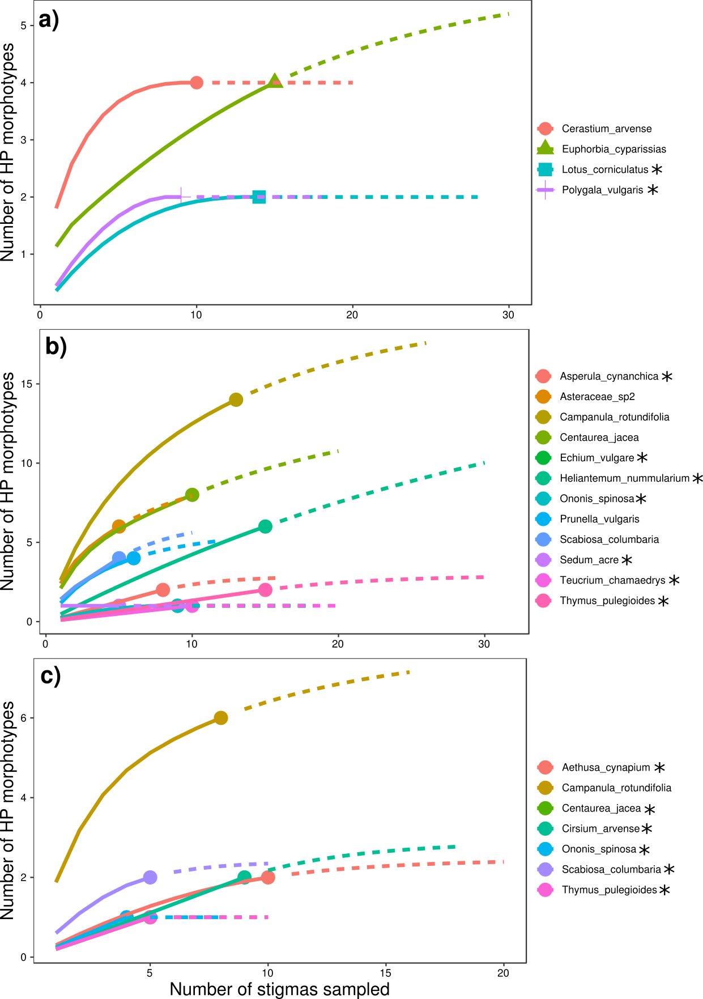 a)
Number of HP morphotypes
5
4
3
2
1
0
10
20
30
Cerastium_arvense
Euphorbia_cyparissias
Lotus_corniculatus *
Polygala_vulgaris *
b)
Number of HP morphotypes
15
10
5
0
0
10
20
30
Asperula_cynanchica *
Asteraceae_sp2
Campanula_rotundifolia
Centaurea_jacea
Echium_vulgare *
Heliantemum_nummularium *
Ononis_spinosa *
Prunella_vulgaris
Scabiosa_columbaria
Sedum_acre *
Teucrium_chamaedrys *
Thymus_pulegioides *
c)
Number of HP morphotypes
6
4
2
0
5
10
15
20
Number of stigmas sampled
Aethusa_cynapium *
Campanula_rotundifolia
Centaurea_jacea *
Cirsium_arvense *
Ononis_spinosa *
Scabiosa_columbaria *
Thymus_pulegioides *